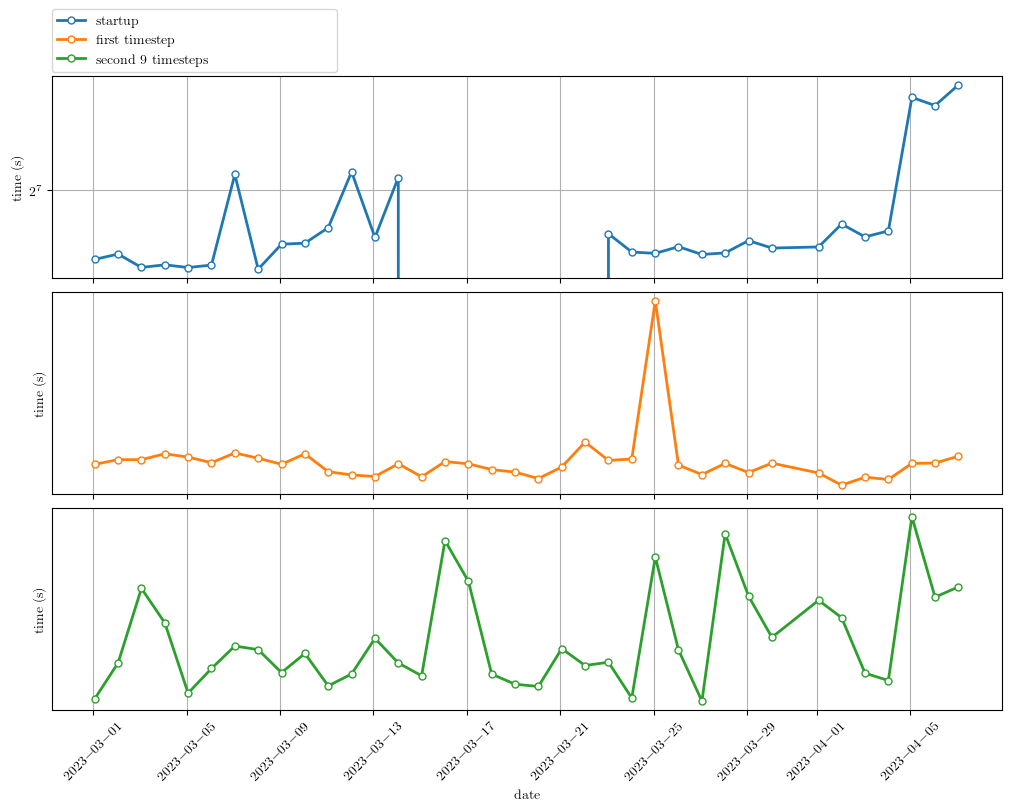 startup
first timestep
second 9 timesteps
time (s)
2^7
time (s)
time (s)
2023−03−01
2023−03−05
2023−03−09
2023−03−13
2023−03−17
2023−03−21
2023−03−25
2023−03−29
2023−04−01
2023−04−05
date